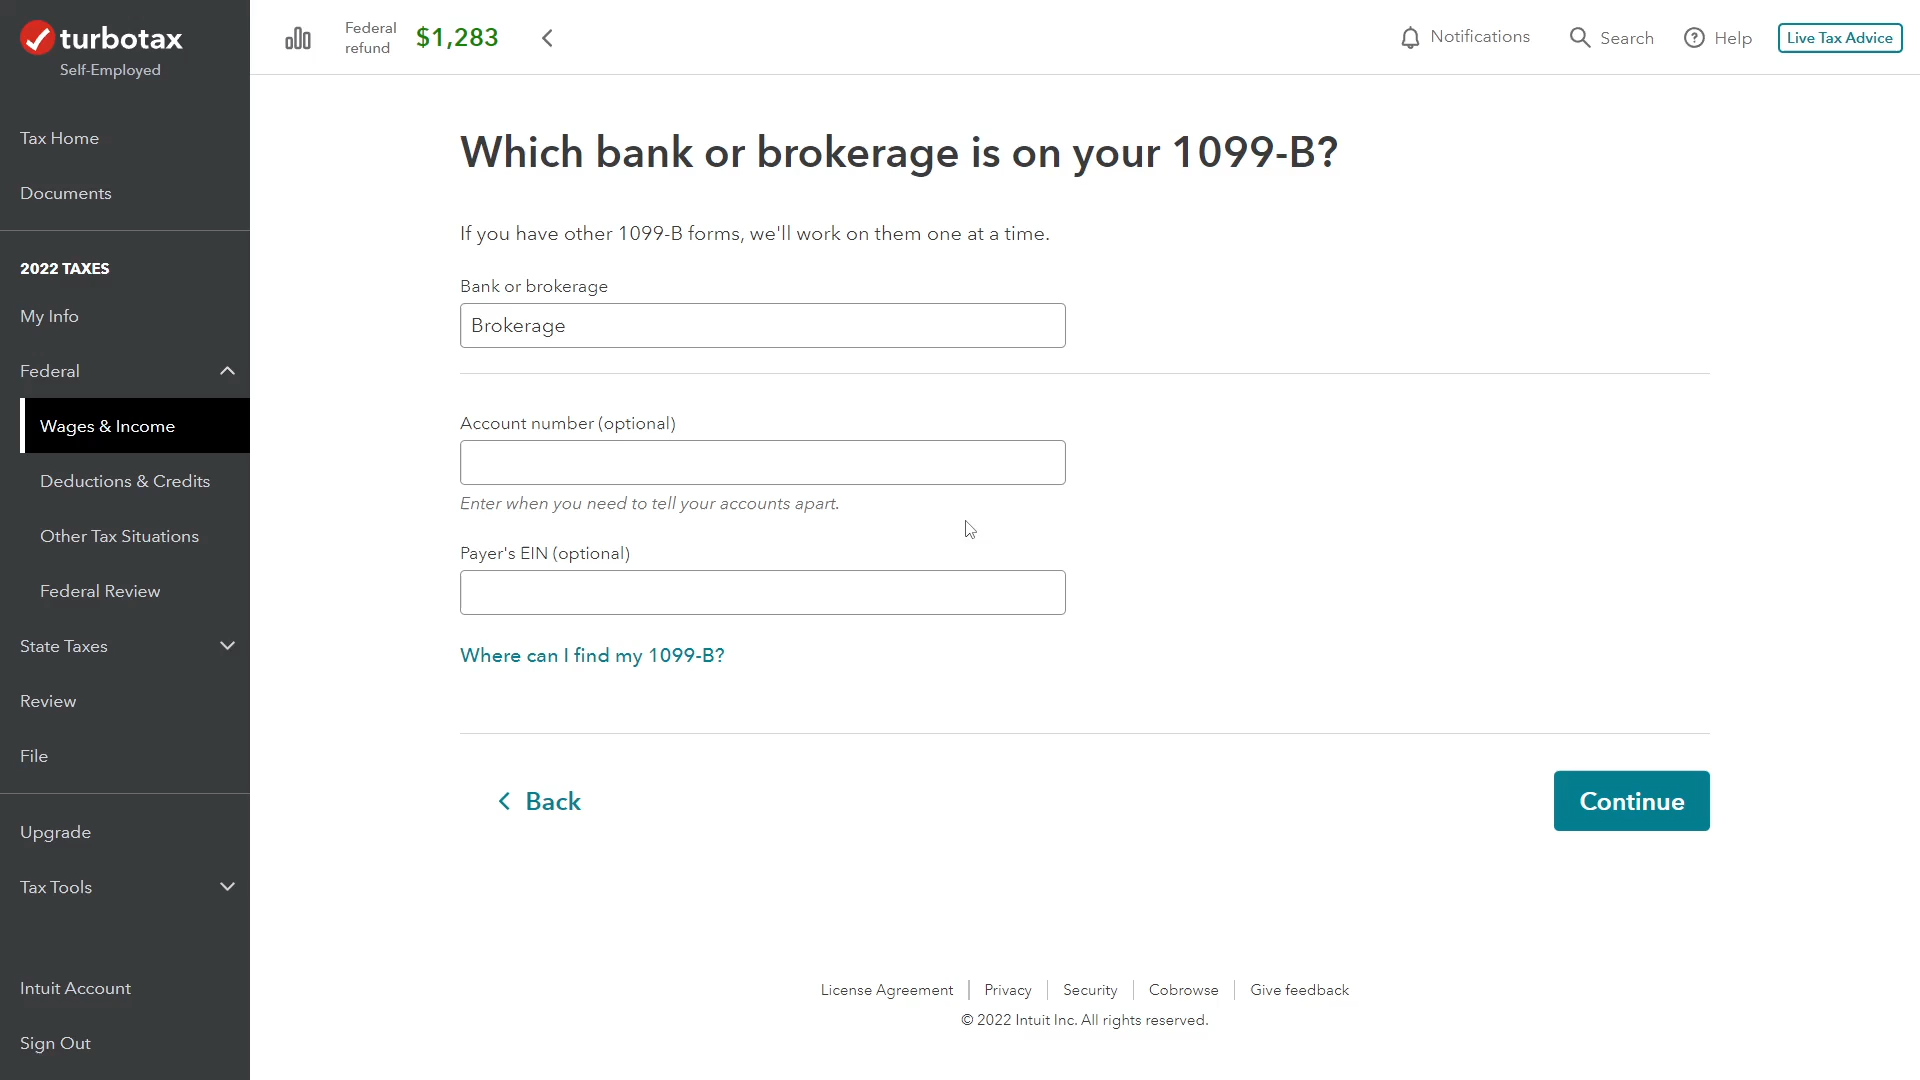 turbotax
Self-Employed
Tax Home
Documents
2022 TAXES
My Info
Federal
Wages & Income
Deductions & Credits
Other Tax Situations
Federal Review
State Taxes
Review
File
Upgrade
Tax Tools
Intuit Account
Sign Out
Federal
refund
$1,283
Notifications
Search
Help
Live Tax Advice
Which bank or brokerage is on your 1099-B?
If you have other 1099-B forms, we'll work on them one at a time.
Bank or brokerage
Brokerage
Account number (optional)
Enter when you need to tell your accounts apart.
Payer's EIN (optional)
Where can I find my 1099-B?
Back
Continue
License Agreement
Privacy
Security
Cobrowse
Give feedback
© 2022 Intuit Inc. All rights reserved.